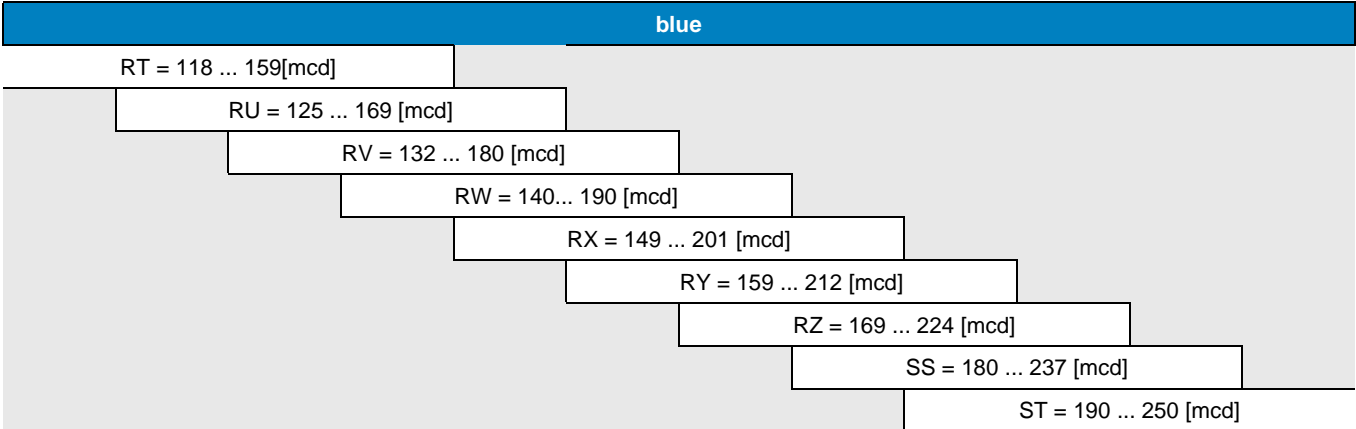 blue
RT = 118 ... 159[mcd]
RU = 125 ... 169 [mcd]
RV = 132 ... 180 [mcd]
RW = 140... 190 [mcd]
RX = 149 ... 201 [mcd]
RY = 159 ... 212 [mcd]
RZ = 169 ... 224 [mcd]
SS = 180 ... 237 [mcd]
ST = 190 ... 250 [mcd]